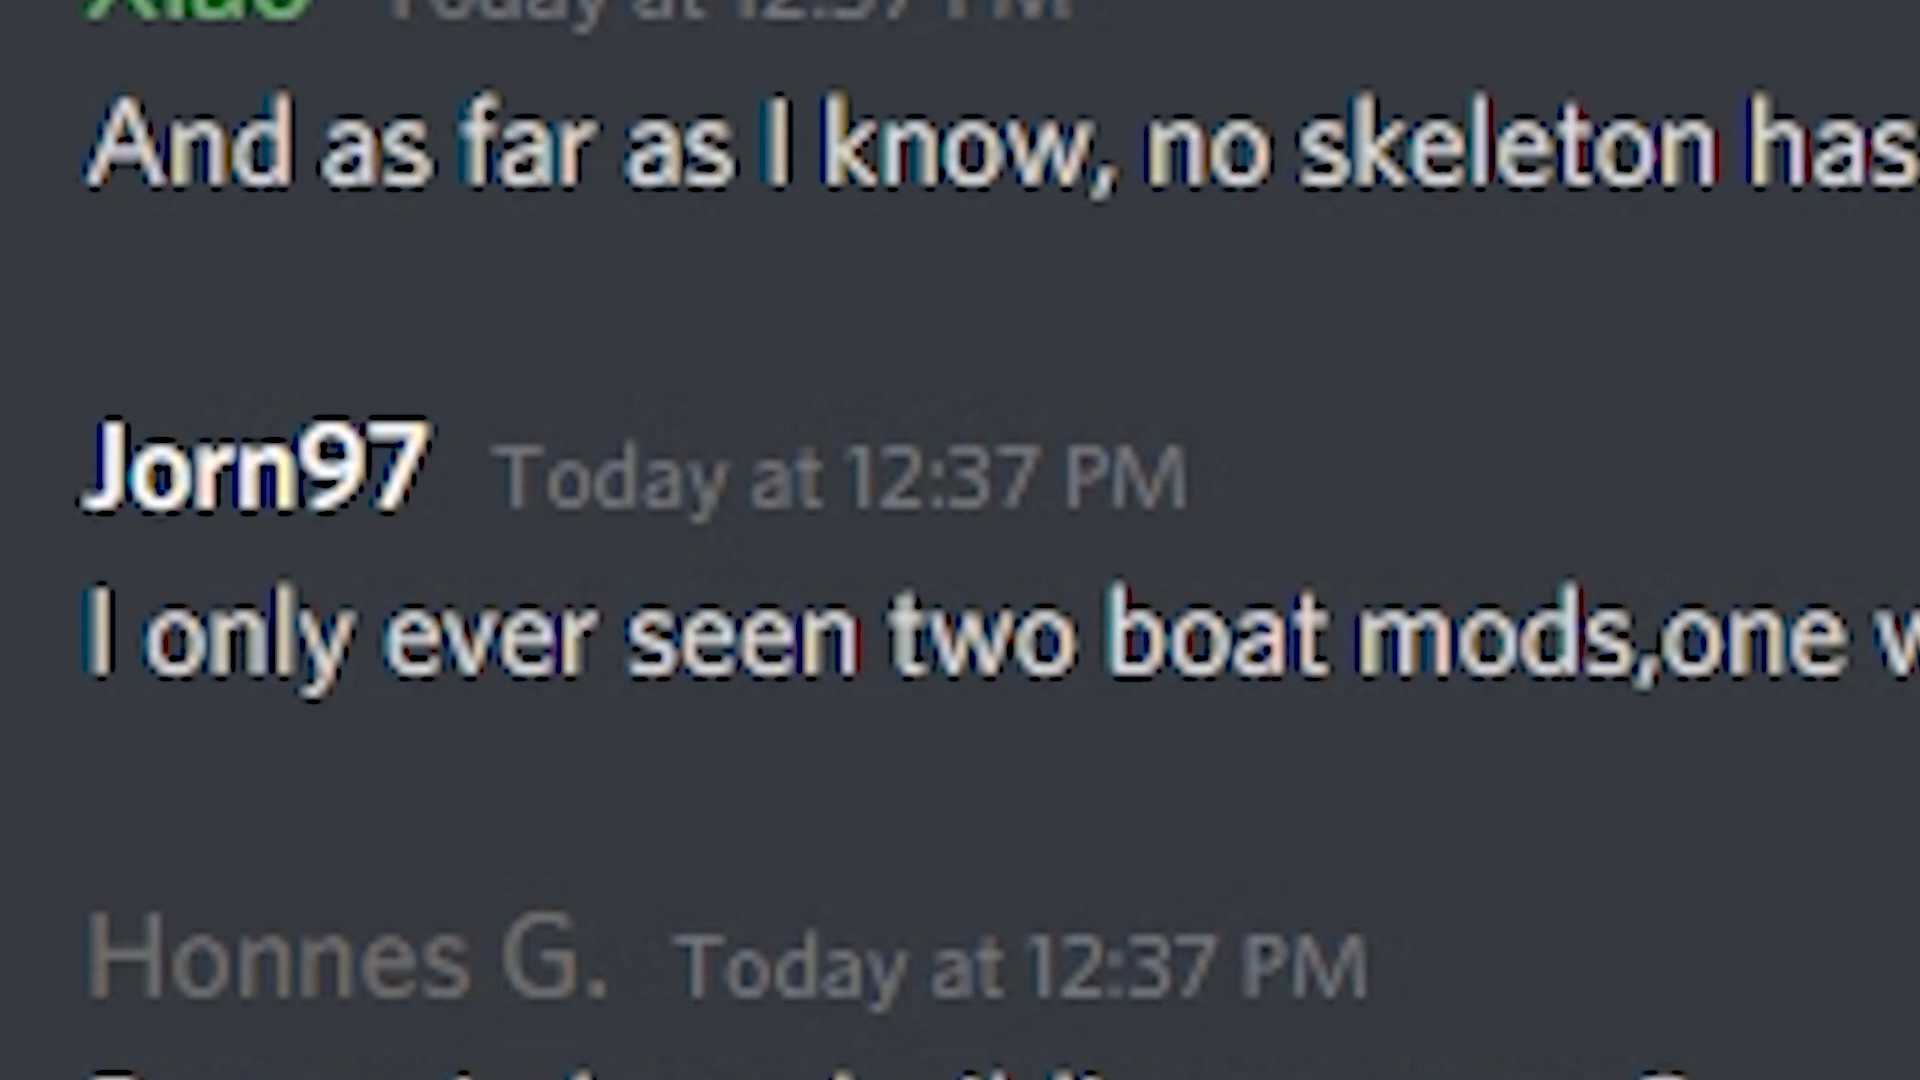 Xiao Today at 12:37 PM
And as far as I know, no skeleton has
Jorn97 Today at 12:37 PM
I only ever seen two boat mods,one w
Honnes G. Today at 12:37 PM